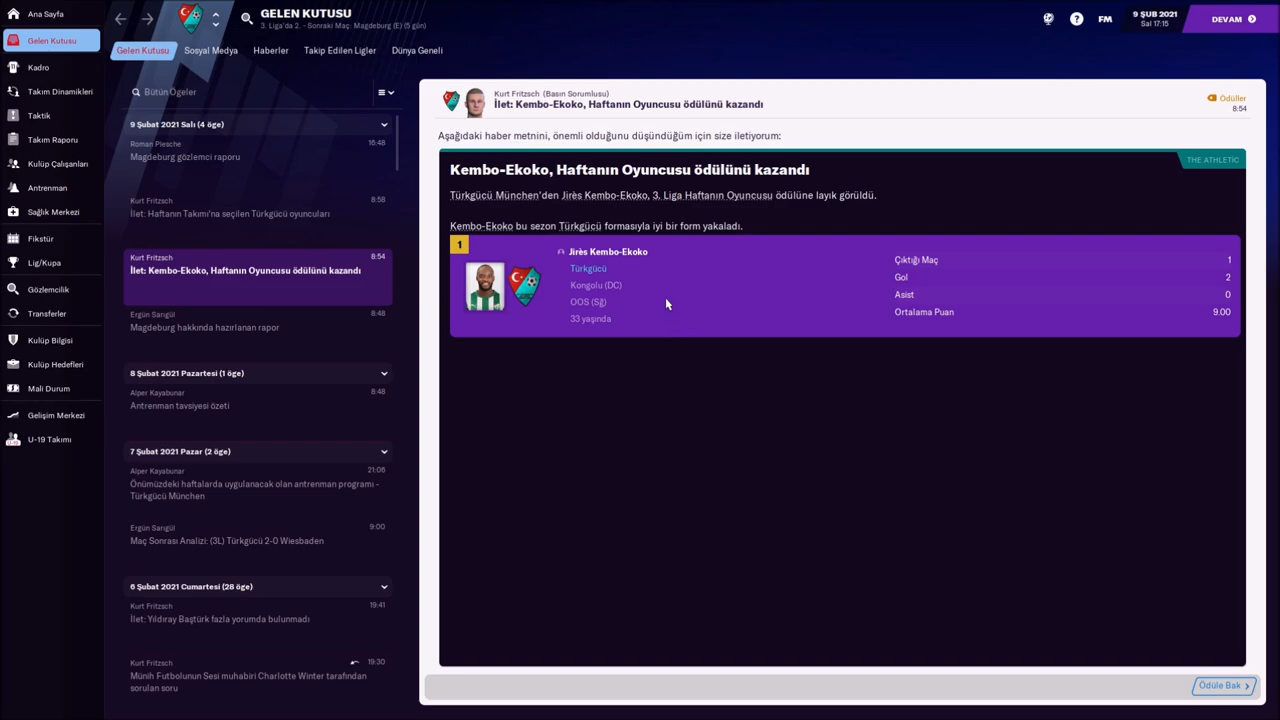 Ana Sayfa
Gelen Kutusu
Kadro
Takım Dinamikleri
Taktik
Takım Raporu
Kulüp Çalışanları
Antrenman
Sağlık Merkezi
Fikstür
Lig/Kupa
Gözlemcilik
Transferler
Kulüp Bilgisi
Kulüp Hedefleri
Mali Durum
Gelişim Merkezi
U-19 Takımı
GELEN KUTUSU
3. Liga'da 2. - Sonraki Maç: Magdeburg (E) (5 gün)
FM
9 ŞUB 2021
Sal 17:15
DEVAM
Gelen Kutusu
Sosyal Medya
Haberler
Takip Edilen Ligler
Dünya Geneli
Bütün Ögeler
9 Şubat 2021 Salı (4 öge)
Roman Plesche 16:48
Magdeburg gözlemci raporu
Kurt Fritzsch 8:58
İlet: Haftanın Takımı'na seçilen Türkgücü oyuncuları
Kurt Fritzsch 8:54
İlet: Kembo-Ekoko, Haftanın Oyuncusu ödülünü kazandı
Ergün Sarıgül 8:48
Magdeburg hakkında hazırlanan rapor
8 Şubat 2021 Pazartesi (1 öge)
Alper Kayabunar 8:48
Antrenman tavsiyesi özeti
7 Şubat 2021 Pazar (2 öge)
Alper Kayabunar 21:06
Önümüzdeki haftalarda uygulanacak olan antrenman programı -
Türkgücü München
Ergün Sarıgül 9:00
Maç Sonrası Analizi: (3L) Türkgücü 2-0 Wiesbaden
6 Şubat 2021 Cumartesi (28 öge)
Kurt Fritzsch 19:41
İlet: Yıldıray Baştürk fazla yorumda bulunmadı
Kurt Fritzsch 19:30
Münih Futbolunun Sesi muhabiri Charlotte Winter tarafından
sorulan soru
Kurt Fritzsch (Basın Sorumlusu)
İlet: Kembo-Ekoko, Haftanın Oyuncusu ödülünü kazandı
Ödüller
8:54
Aşağıdaki haber metnini, önemli olduğunu düşündüğüm için size iletiyorum:
THE ATHLETIC
Kembo-Ekoko, Haftanın Oyuncusu ödülünü kazandı
Türkgücü München'den Jirès Kembo-Ekoko, 3. Liga Haftanın Oyuncusu ödülüne layık görüldü.
Kembo-Ekoko bu sezon Türkgücü formasıyla iyi bir form yakaladı.
1
Jirès Kembo-Ekoko
Türkgücü
Kongolu (DC)
OOS (Sğ)
33 yaşında
Çıktığı Maç 1
Gol 2
Asist 0
Ortalama Puan 9.00
Ödüle Bak